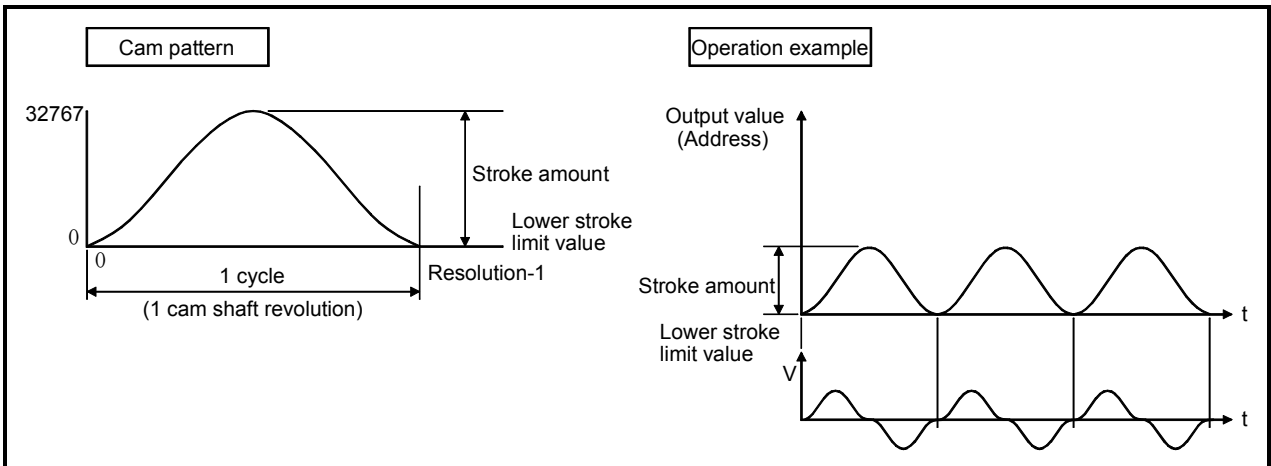 Cam pattern
32767
Stroke amount
Lower stroke
limit value
0
0
1 cycle
Resolution-1
(1 cam shaft revolution)
Operation example
Output value
(Address)
Stroke amount
t
Lower stroke
limit value
V
t